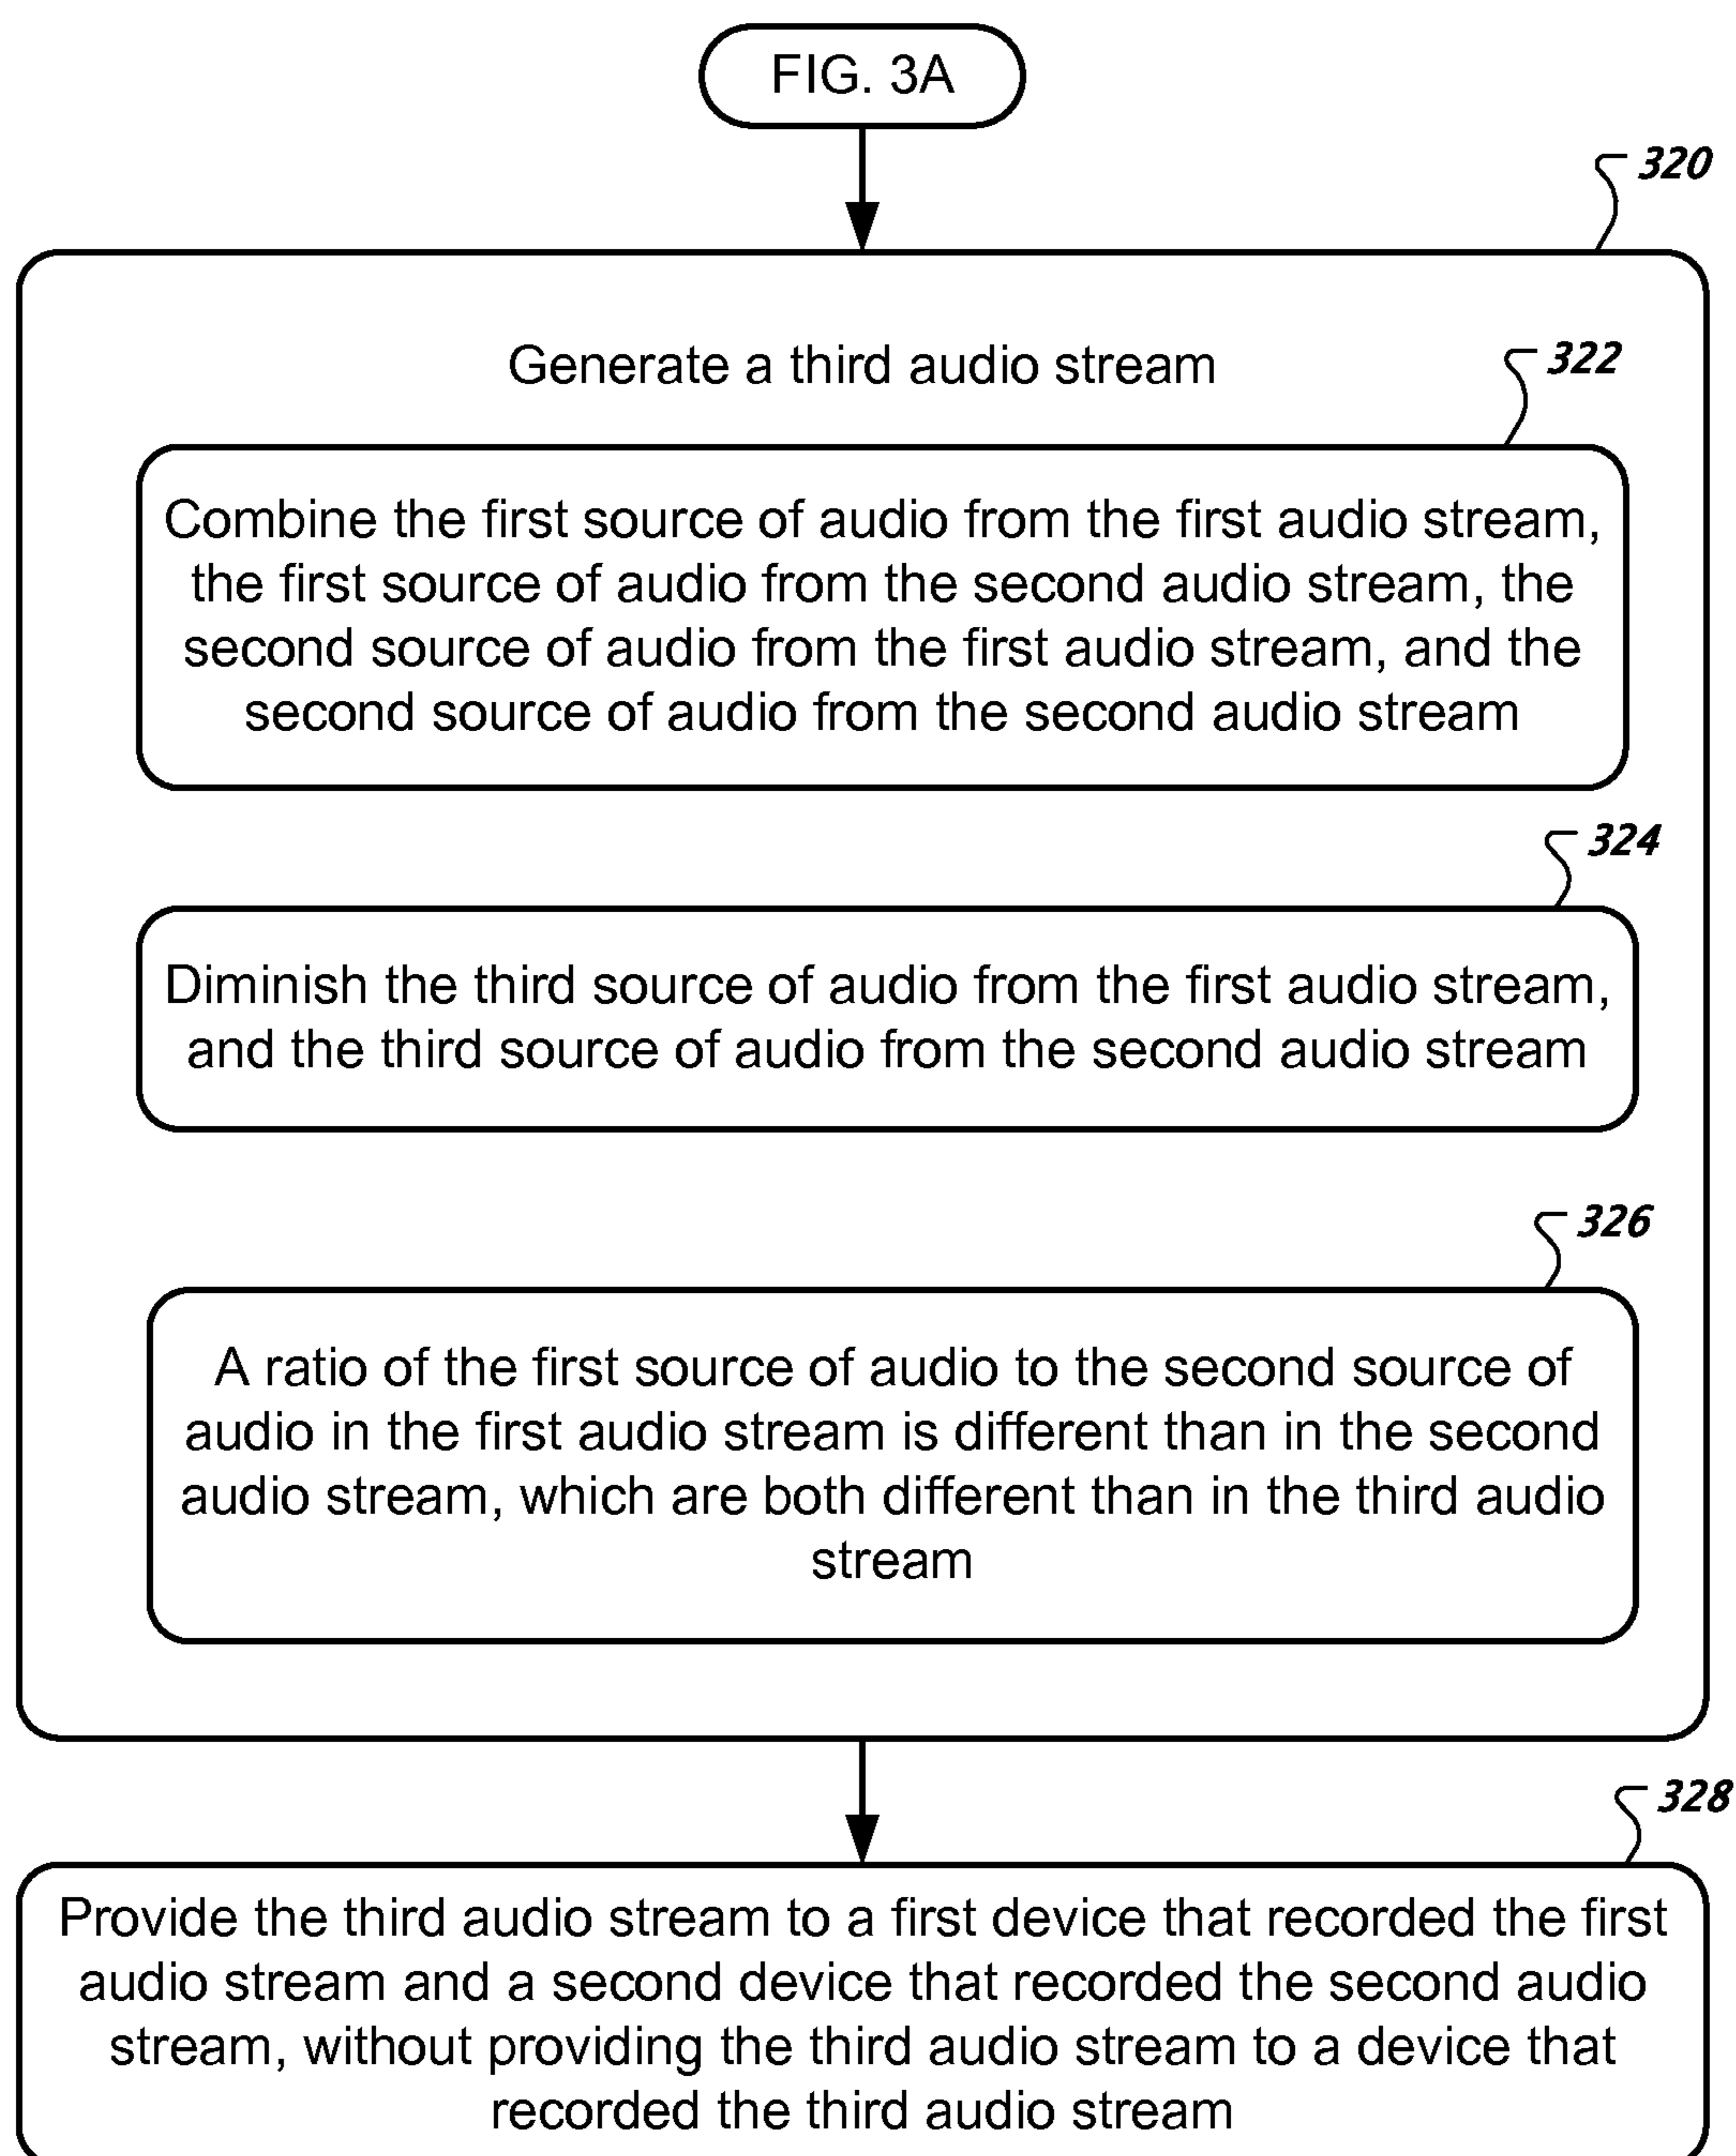 FIG. 3A
320
Generate a third audio stream
322
Combine the first source of audio from the first audio stream,
the first source of audio from the second audio stream, the
second source of audio from the first audio stream, and the
second source of audio from the second audio stream
324
Diminish the third source of audio from the first audio stream,
and the third source of audio from the second audio stream
326
A ratio of the first source of audio to the second source of
audio in the first audio stream is different than in the second
audio stream, which are both different than in the third audio
stream
328
Provide the third audio stream to a first device that recorded the first
audio stream and a second device that recorded the second audio
stream, without providing the third audio stream to a device that
recorded the third audio stream